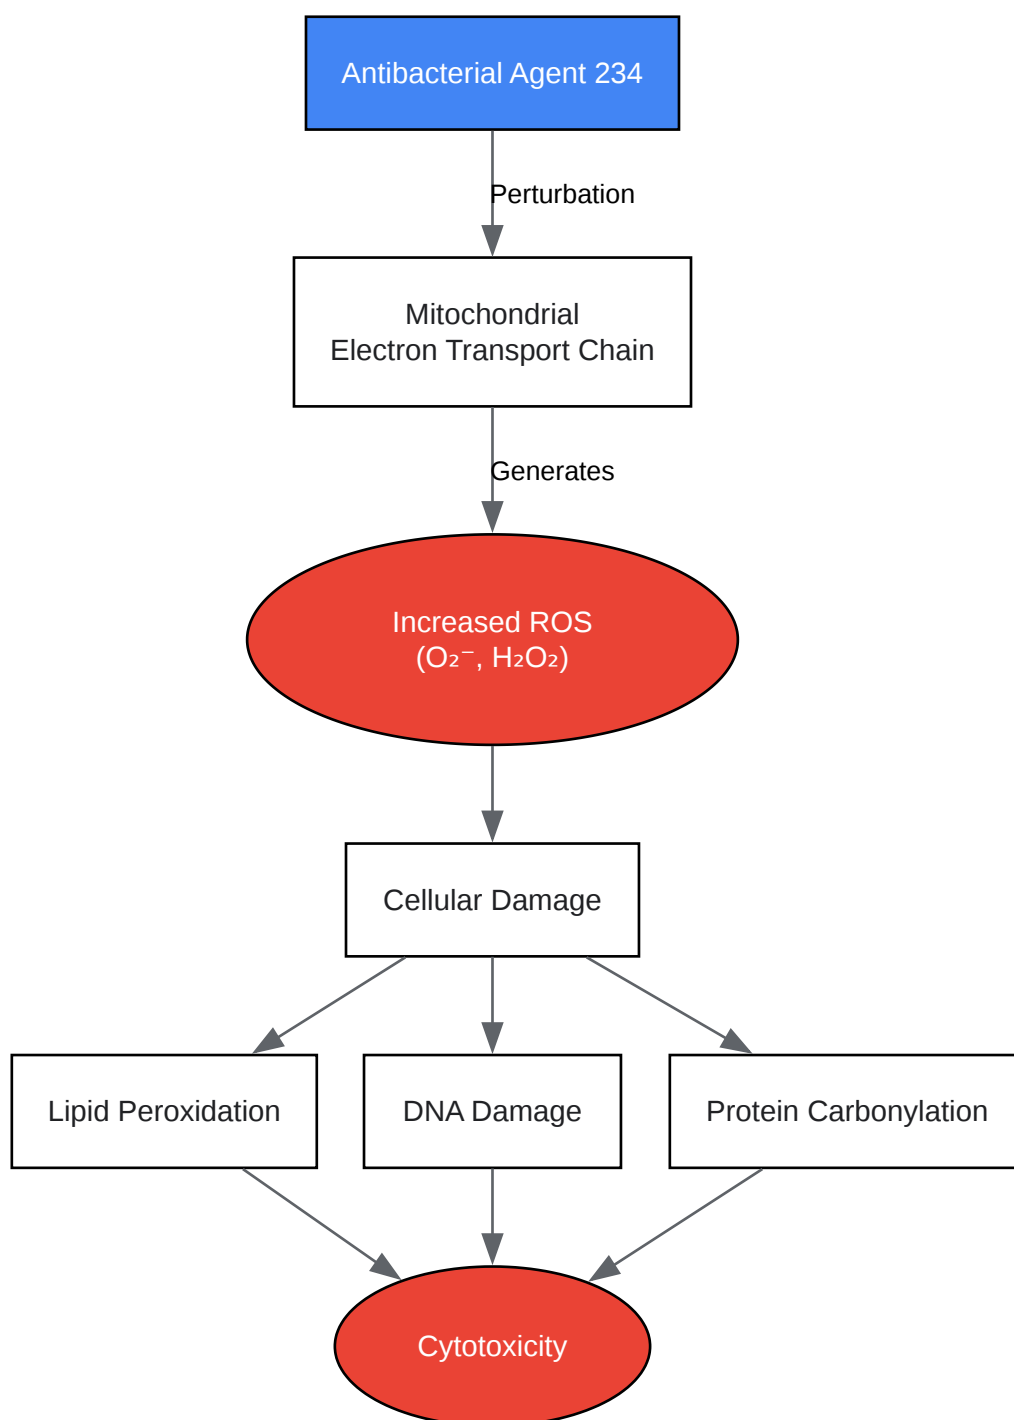 Antibacterial Agent 234
Perturbation
Mitochondrial
Electron Transport Chain
Generates
Increased ROS
(O₂⁻, H₂O₂)
Cellular Damage
Lipid Peroxidation
DNA Damage
Protein Carbonylation
Cytotoxicity